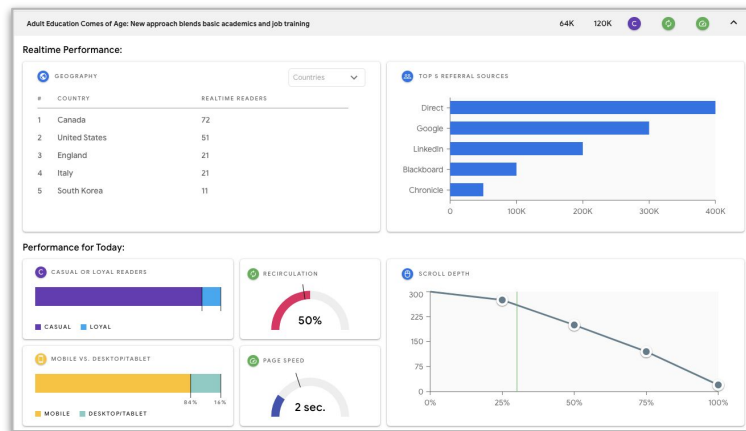 Adult Education Comes of Age: New approach blends basic academics and job training 64K 120K C
Realtime Performance:
GEOGRAPHY
Countries
# COUNTRY REALTIME READERS
1 Canada 72
2 United States 51
3 England 21
4 Italy 21
5 South Korea 11
TOP 5 REFERRAL SOURCES
Direct
Google
LinkedIn
Blackboard
Chronicle
0 100K 200K 300K 400K
Performance for Today:
C CASUAL OR LOYAL READERS
CASUAL LOYAL
RECIRCULATION
50%
MOBILE VS. DESKTOP/TABLET
84% 16%
MOBILE DESKTOP/TABLET
PAGE SPEED
2 sec.
SCROLL DEPTH
300
225
150
75
0
0% 25% 50% 75% 100%